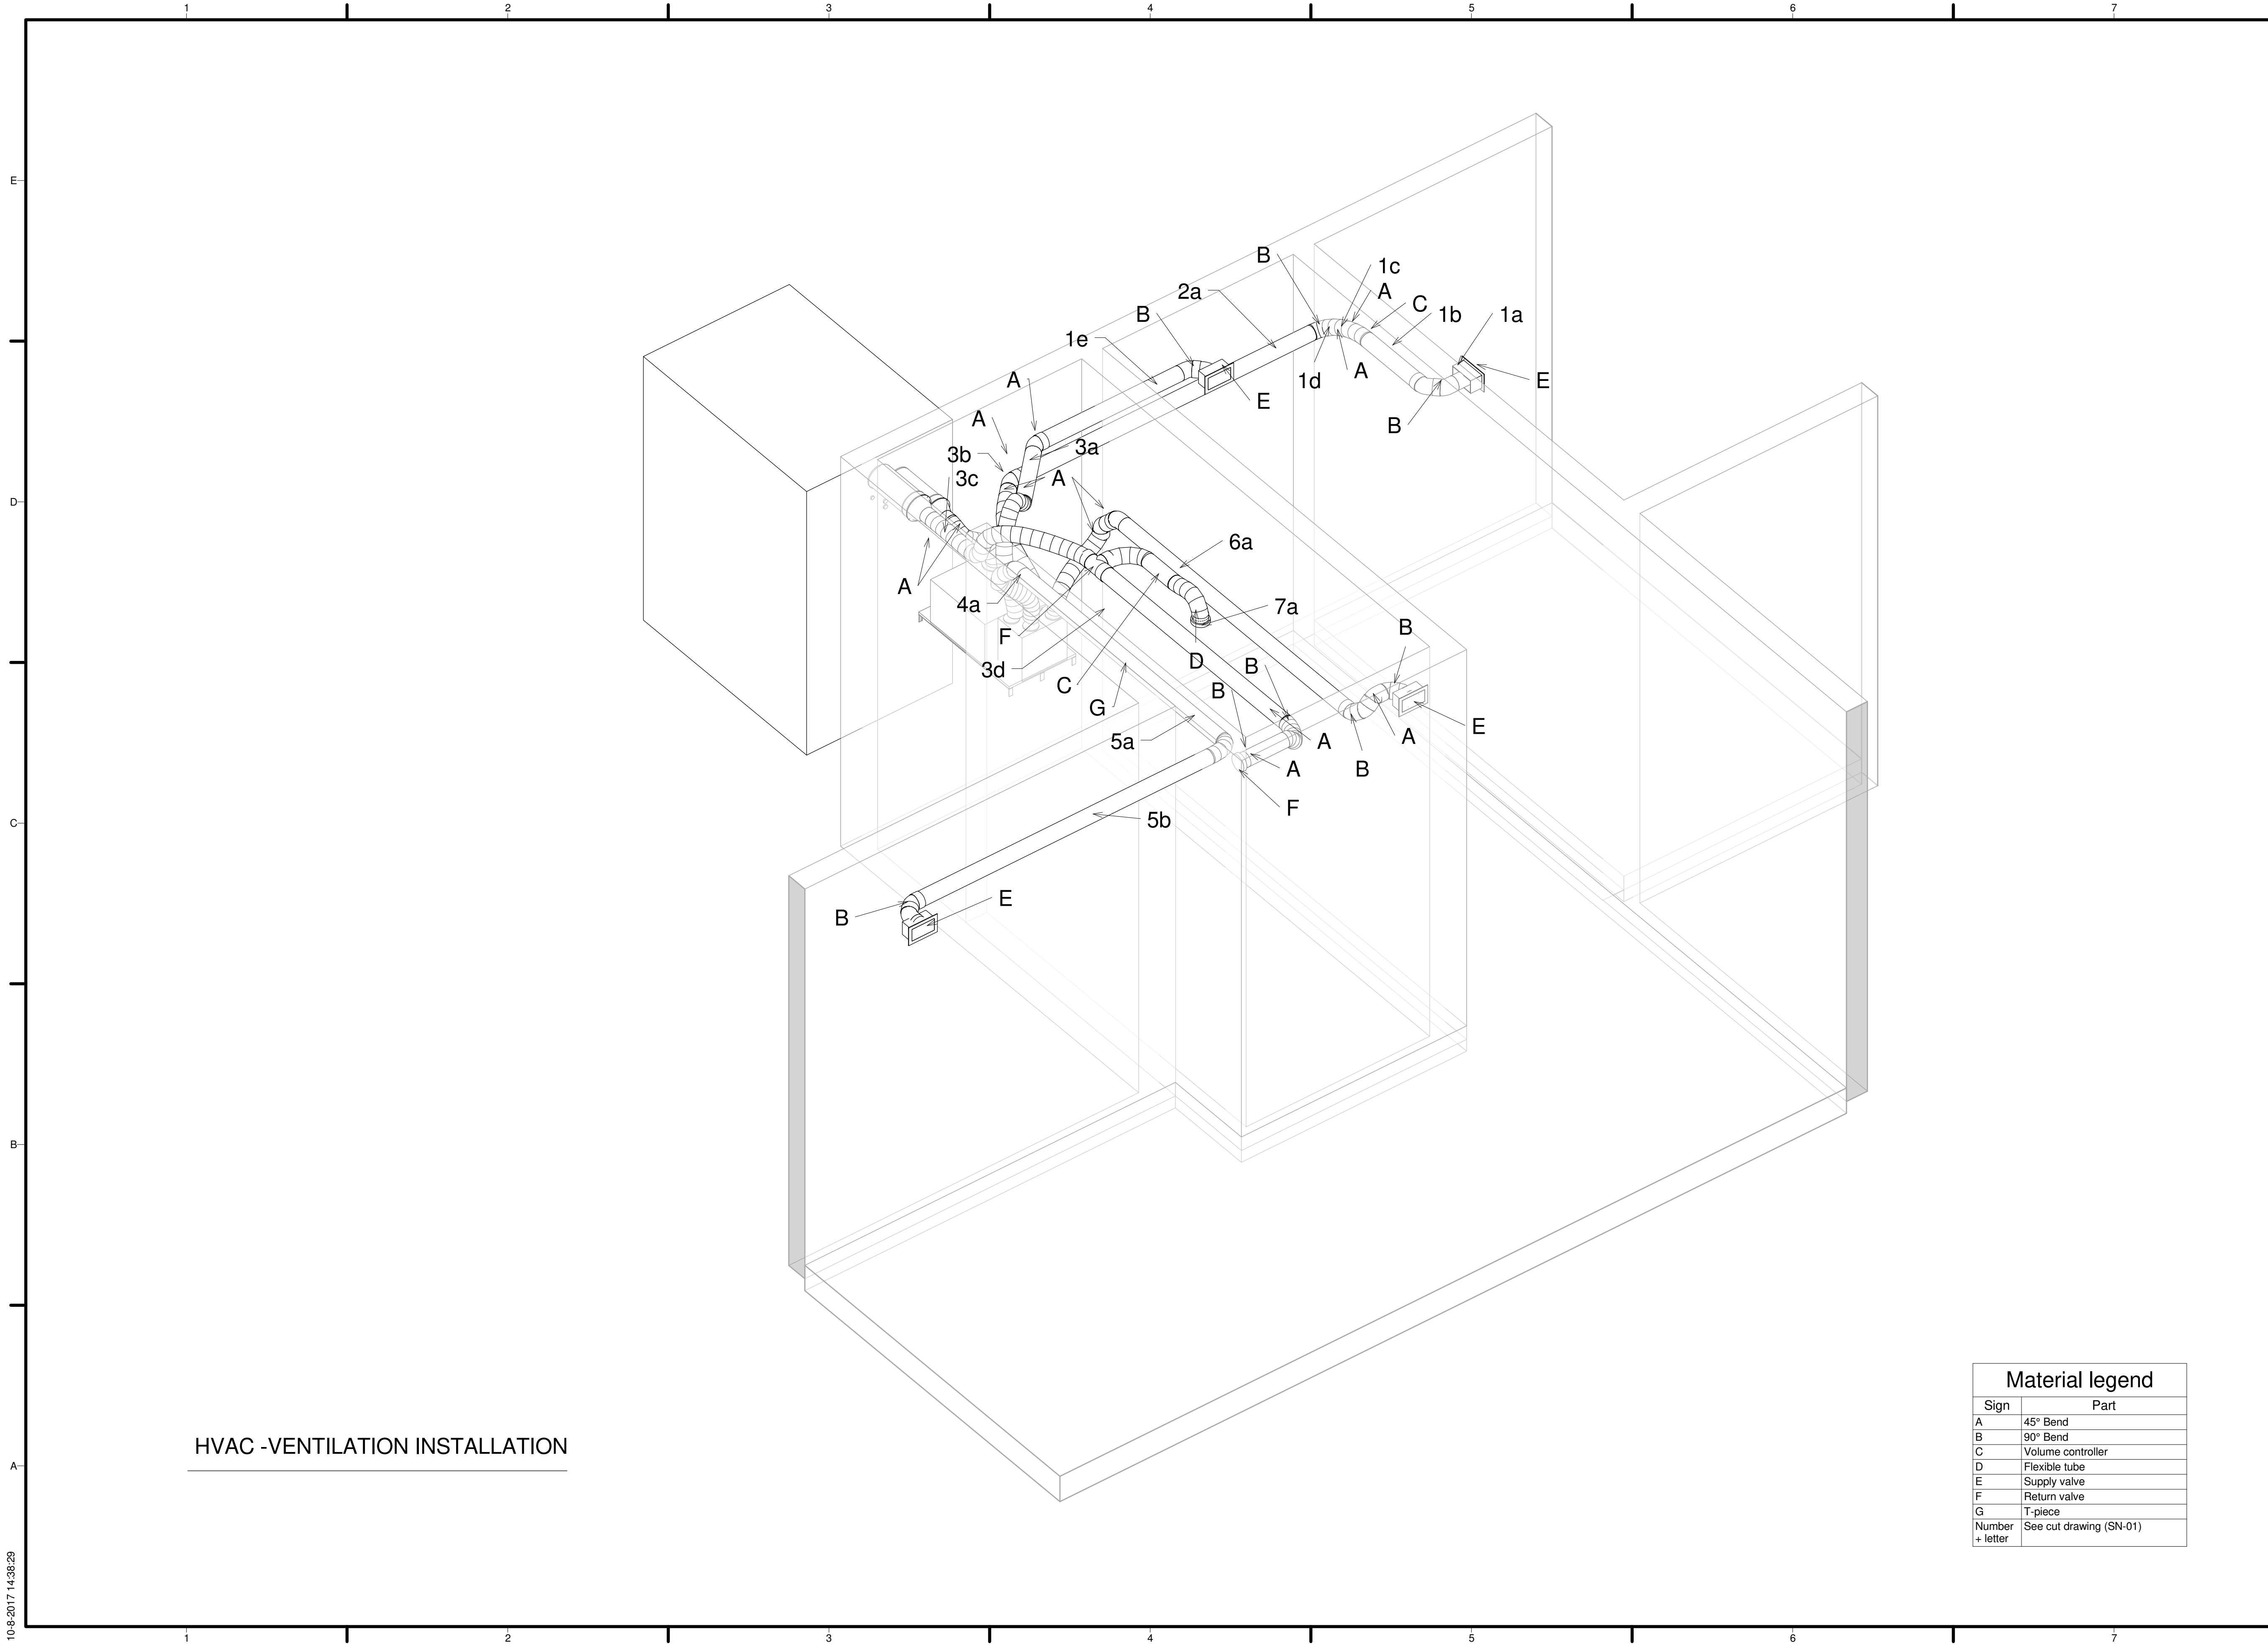 1 2 3 4 5 6 7
E
B
1c
2a
A
C
B
1b
1a
1e
A
1d
A
E
E
A
B
3a
3b
3c
A
D
6a
A
4a
7a
F
B
D
B
3d
C
B
G
E
A
5a
A
A
B
F
5b
C
E
B
B
Material legend
Sign Part
A 45° Bend
B 90° Bend
C Volume controller
D Flexible tube
E Supply valve
F Return valve
G T-piece
Number See cut drawing (SN-01)
+ letter
HVAC -VENTILATION INSTALLATION
A
10-8-2017 14:38:29
1 2 3 4 5 6 7